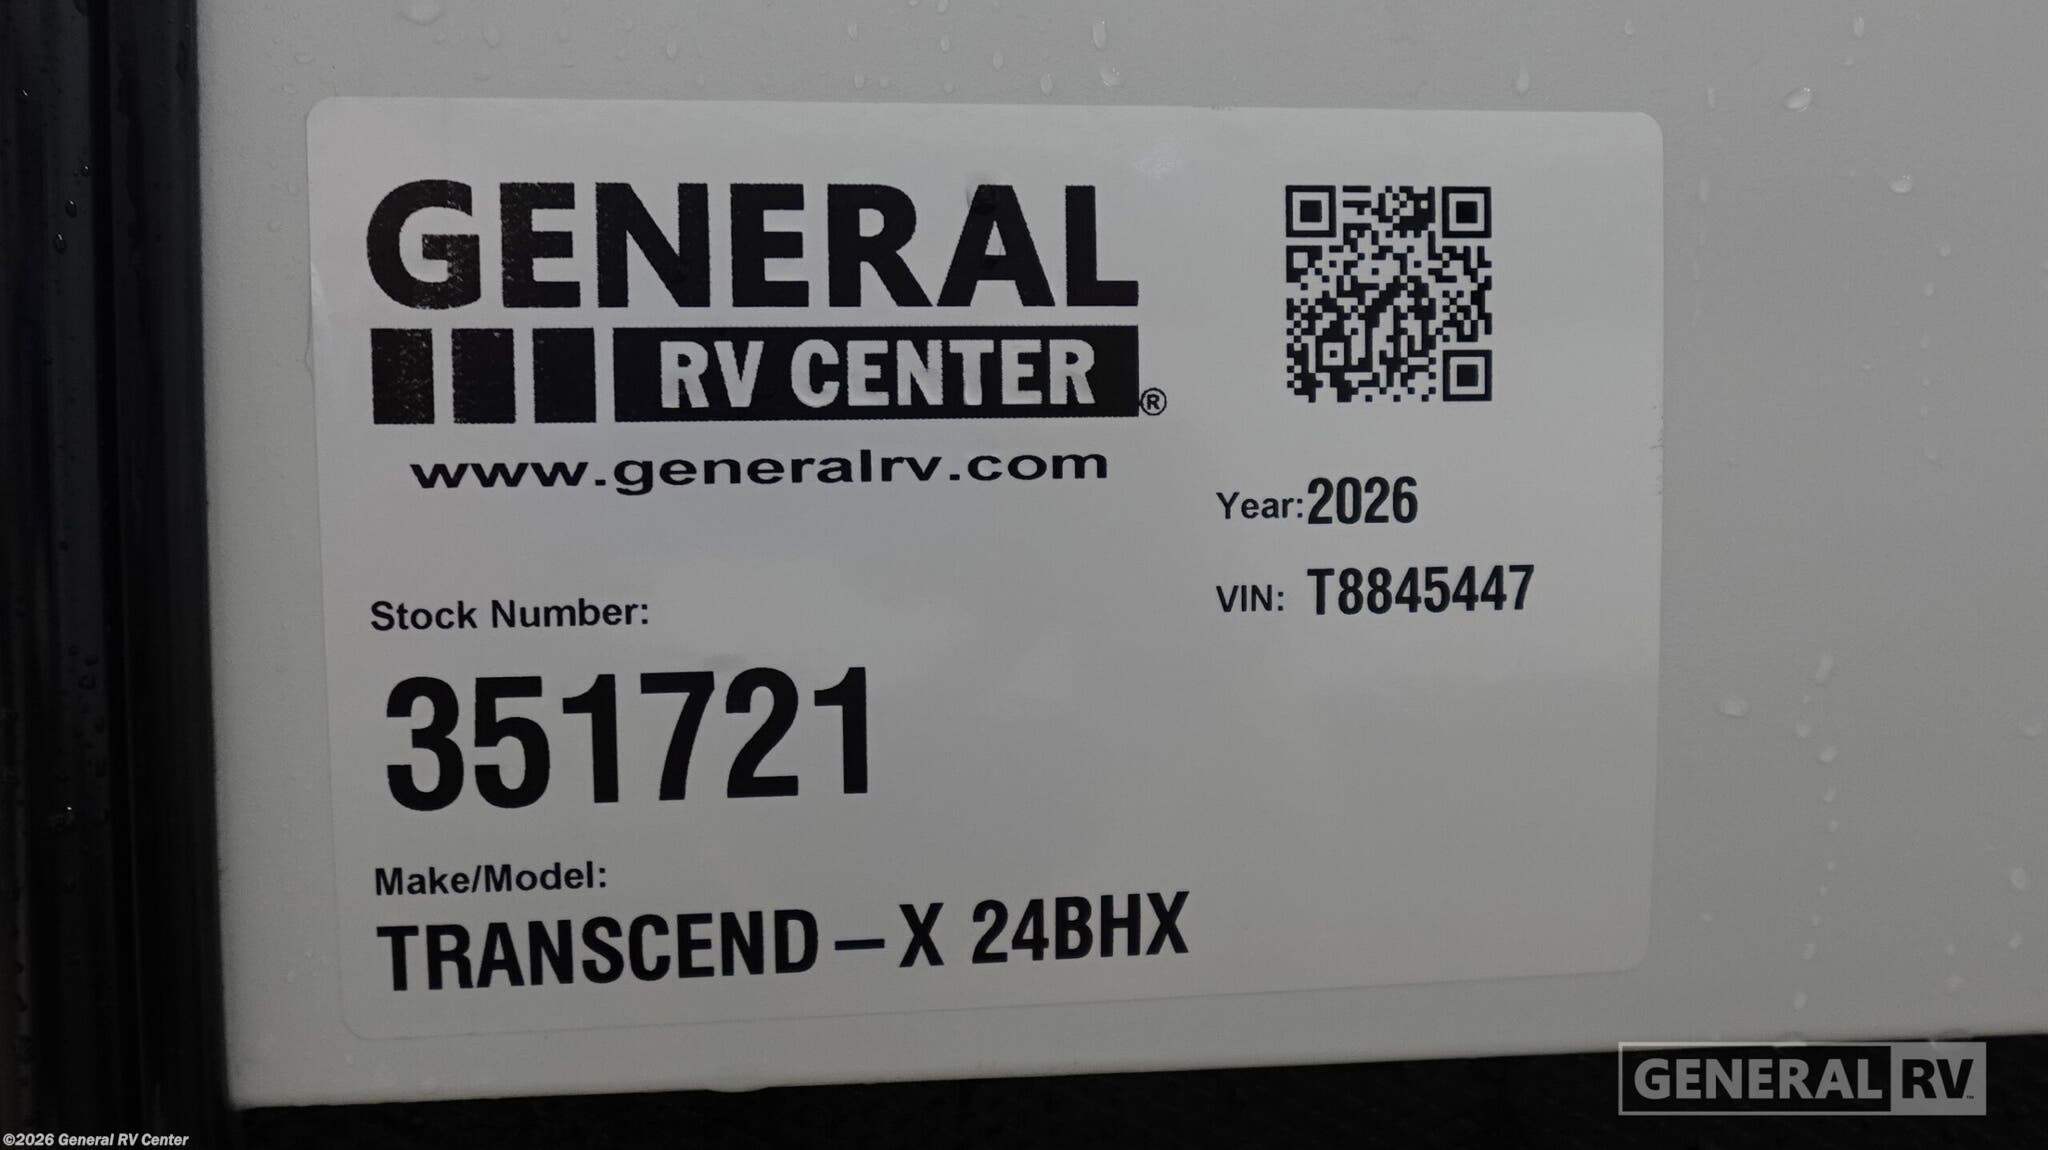 GENERAL
RV CENTER®
www.generalrv.com
Year: 2026
VIN: T8845447
Stock Number:
351721
Make/Model:
TRANSCEND-X 24BHX
GENERAL RV™
©2026 General RV Center